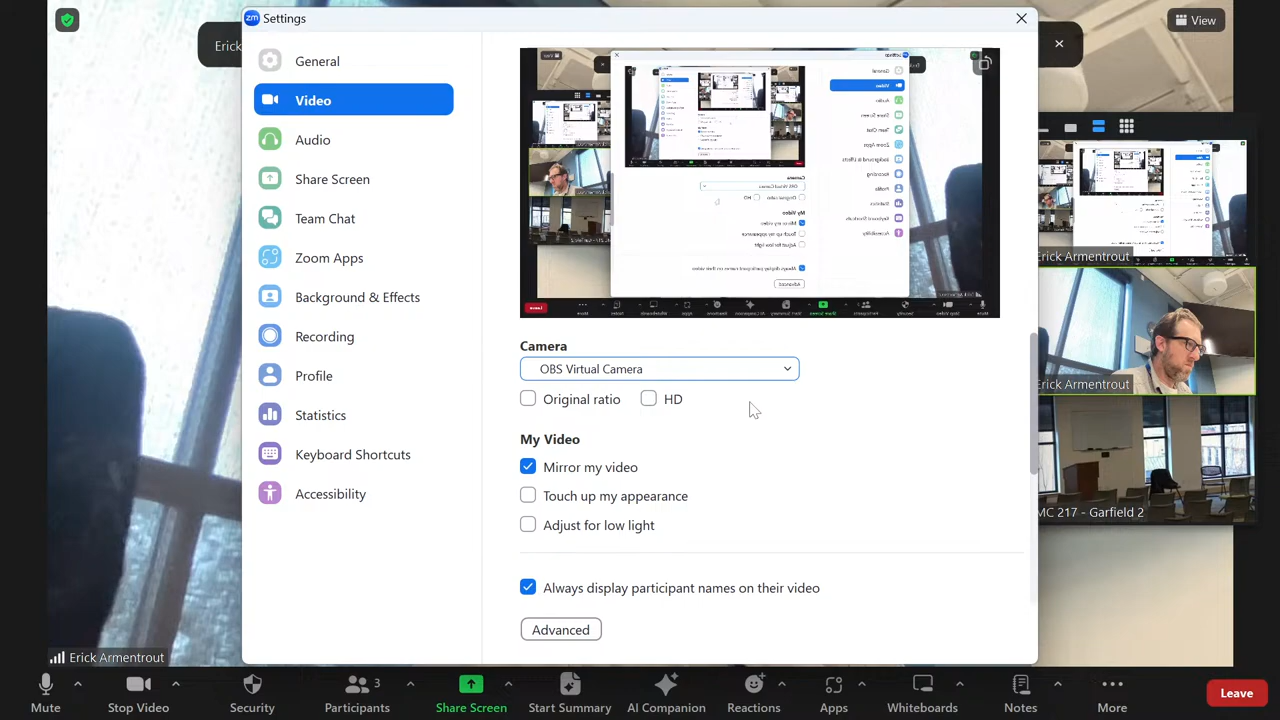 zm Settings
View
Erick
General
Video
Audio
Share Screen
Team Chat
Zoom Apps
Background & Effects
Recording
Profile
Statistics
Keyboard Shortcuts
Accessibility
Camera
OBS Virtual Camera
Original ratio
HD
My Video
Mirror my video
Touch up my appearance
Adjust for low light
Always display participant names on their video
Advanced
Erick Armentrout
Erick Armentrout
MC 217 - Garfield 2
Erick Armentrout
Mute
Stop Video
Security
3
Participants
Share Screen
Start Summary
AI Companion
Reactions
Apps
Whiteboards
Notes
More
Leave